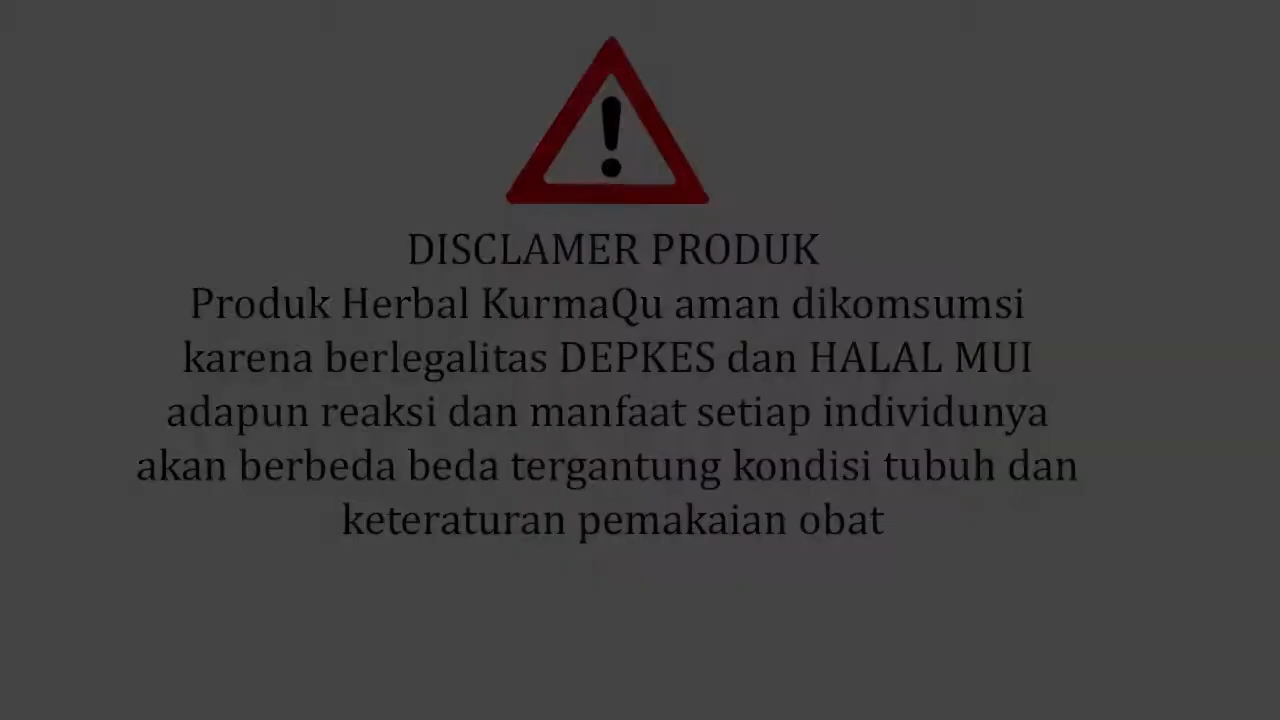 DISCLAMER PRODUK
Produk Herbal KurmaQu aman dikomsumsi
karena berlegalitas DEPKES dan HALAL MUI
adapun reaksi dan manfaat setiap individunya
akan berbeda beda tergantung kondisi tubuh dan
keteraturan pemakaian obat